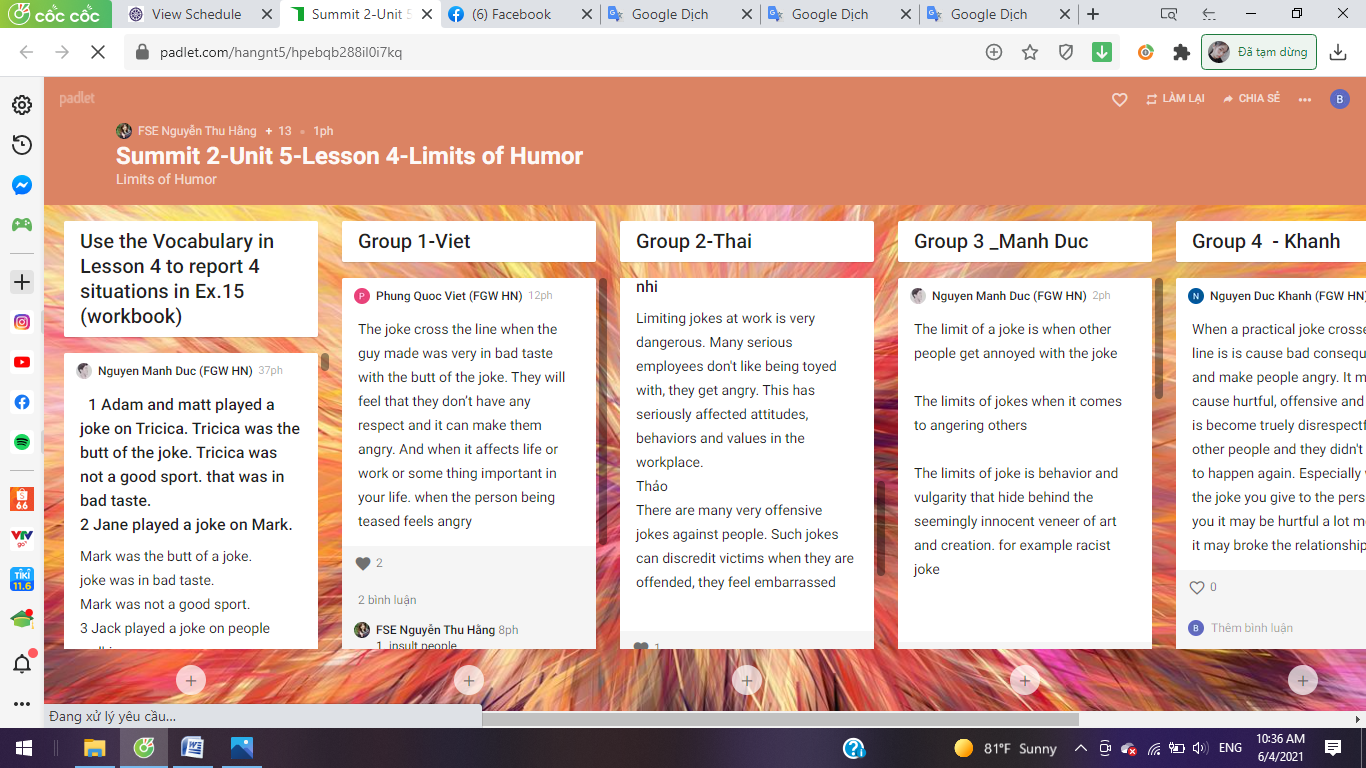 cốc cốc
View Schedule
Summit 2-Unit 5
(6) Facebook
Google Dịch
Google Dịch
Google Dịch
padlet.com/hangnt5/hpebqb288il0i7kq
Đã tạm dừng
padlet
LÀM LẠI
CHIA SẺ
B
FSE Nguyễn Thu Hằng + 13 • 1ph
Summit 2-Unit 5-Lesson 4-Limits of Humor
Limits of Humor
Use the Vocabulary in
Lesson 4 to report 4
situations in Ex.15
(workbook)
Nguyen Manh Duc (FGW HN) 37ph
1 Adam and matt played a
joke on Tricica. Tricica was the
butt of the joke. Tricica was
not a good sport. that was in
bad taste.
2 Jane played a joke on Mark.
Mark was the butt of a joke.
joke was in bad taste.
Mark was not a good sport.
3 Jack played a joke on people
Group 1-Viet
P Phung Quoc Viet (FGW HN) 12ph
The joke cross the line when the
guy made was very in bad taste
with the butt of the joke. They will
feel that they don't have any
respect and it can make them
angry. And when it affects life or
work or some thing important in
your life. when the person being
teased feels angry
2
2 bình luận
FSE Nguyễn Thu Hằng 8ph
1. insult people
Group 2-Thai
nhi
Limiting jokes at work is very
dangerous. Many serious
employees don't like being toyed
with, they get angry. This has
seriously affected attitudes,
behaviors and values in the
workplace.
Thảo
There are many very offensive
jokes against people. Such jokes
can discredit victims when they are
offended, they feel embarrassed
1
Group 3 _Manh Duc
Nguyen Manh Duc (FGW HN) 2ph
The limit of a joke is when other
people get annoyed with the joke
The limits of jokes when it comes
to angering others
The limits of joke is behavior and
vulgarity that hide behind the
seemingly innocent veneer of art
and creation. for example racist
joke
Group 4 - Khanh
N Nguyen Duc Khanh (FGW HN)
When a practical joke crosse
line is is cause bad consequ
and make people angry. It m
cause hurtful, offensive and
is become truely disrespectf
other people and they didn't
to happen again. Especially
the joke you give to the pers
you it may be hurtful a lot m
it may broke the relationship
0
B Thêm bình luận
66
VTV
go
TIKI
11.6
Đang xử lý yêu cầu...
81°F Sunny
ENG
10:36 AM
6/4/2021